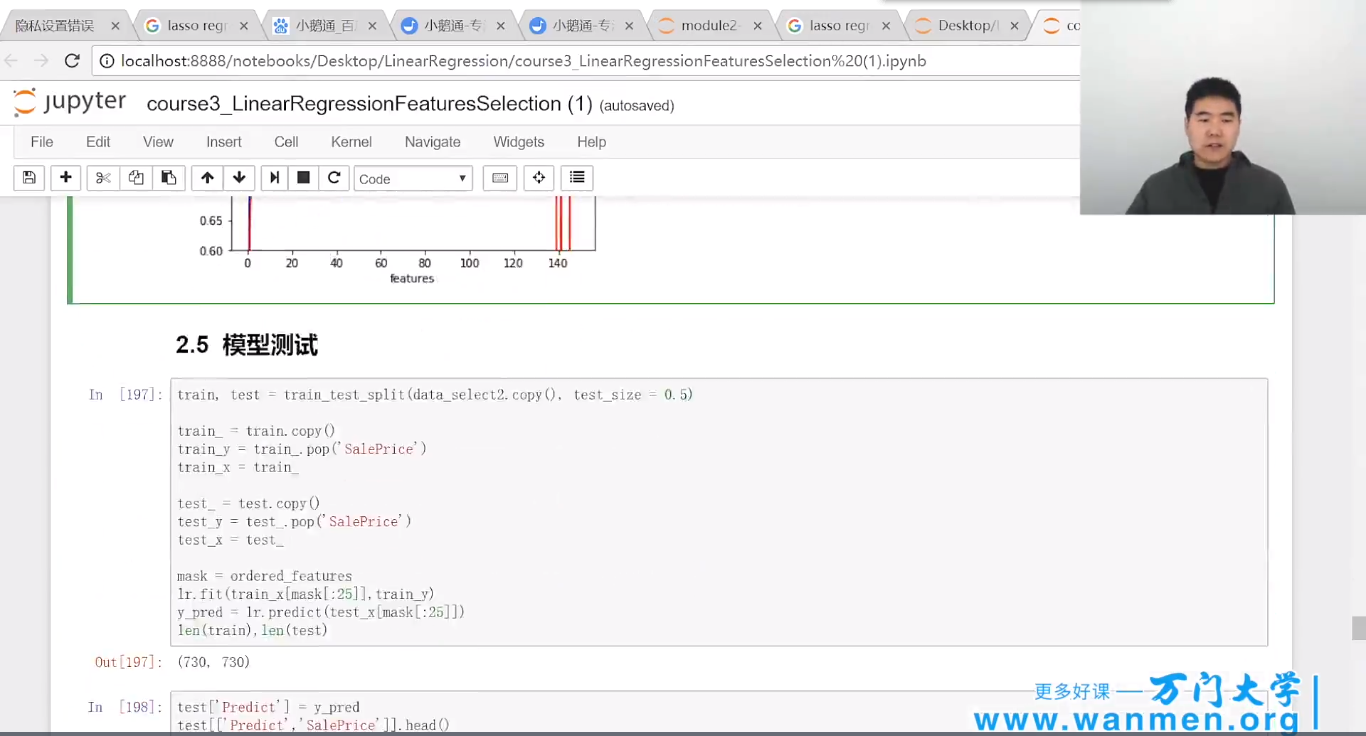 隐私设置错误 × lasso regr × 小鹅通_百 × 小鹅通-专 × 小鹅通-专 × module2- × lasso regr × Desktop/ × co
localhost:8888/notebooks/Desktop/LinearRegression/course3_LinearRegressionFeaturesSelection%20(1).ipynb
jupyter course3_LinearRegressionFeaturesSelection (1) (autosaved)
File Edit View Insert Cell Kernel Navigate Widgets Help
Code
0.65
0.60
0 20 40 60 80 100 120 140
features
2.5 模型测试
In [197]: train, test = train_test_split(data_select2.copy(), test_size = 0.5)
train_ = train.copy()
train_y = train_.pop('SalePrice')
train_x = train_
test_ = test.copy()
test_y = test_.pop('SalePrice')
test_x = test_
mask = ordered_features
lr.fit(train_x[mask[:25]],train_y)
y_pred = lr.predict(test_x[mask[:25]])
len(train),len(test)
Out[197]: (730, 730)
In [198]: test['Predict'] = y_pred
test[['Predict','SalePrice']].head()
更多好课 — 万门大学
www.wanmen.org